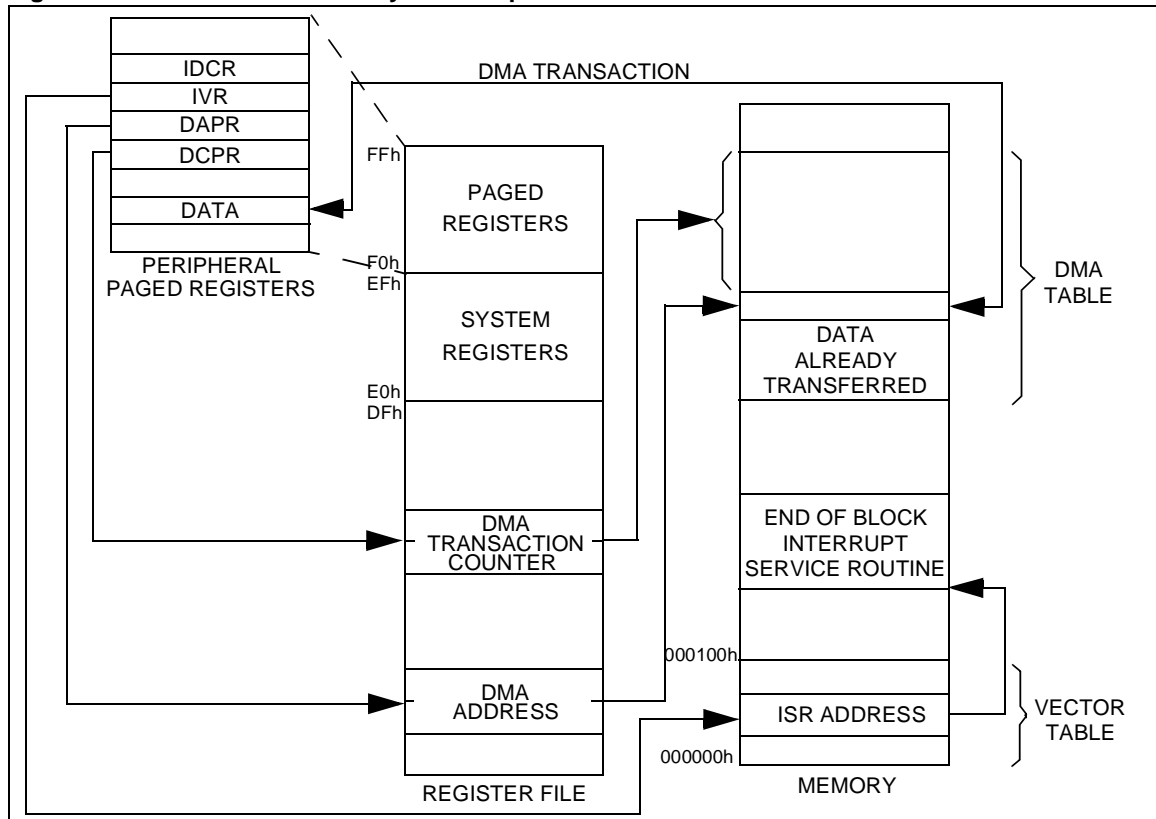 IDCR
IVR
DAPR
DCPR
DATA
PERIPHERAL
PAGED REGISTERS
DMA TRANSACTION
FFh
PAGED
REGISTERS
F0h
EFh
SYSTEM
REGISTERS
E0h
DFh
DMA
TRANSACTION
COUNTER
DMA
ADDRESS
REGISTER FILE
DMA
TABLE
DATA
ALREADY
TRANSFERRED
END OF BLOCK
INTERRUPT
SERVICE ROUTINE
000100h
ISR ADDRESS
VECTOR
TABLE
000000h
MEMORY